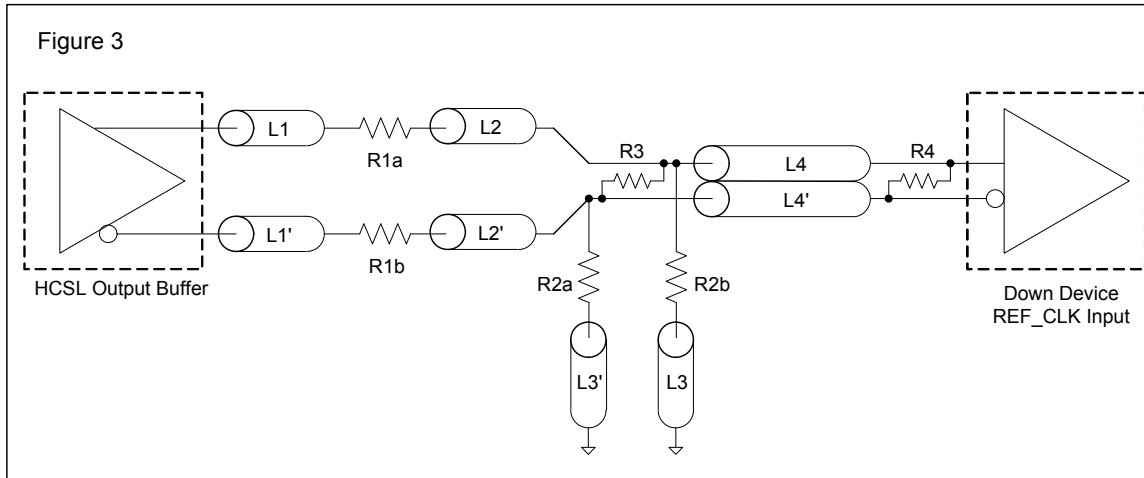 Figure 3
L1
R1a
L2
R3
L4
R4
L4'
L1'
R1b
L2'
HCSL Output Buffer
R2a
R2b
Down Device
REF_CLK Input
L3'
L3